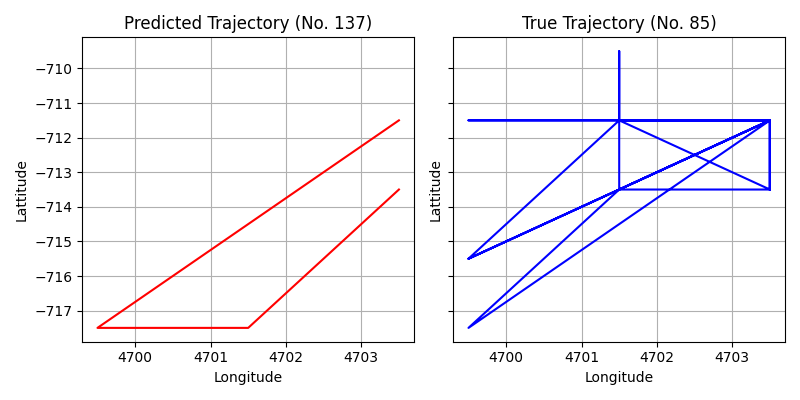 Predicted Trajectory (No. 137)
True Trajectory (No. 85)
Lattitude
−710
−711
−712
−713
−714
−715
−716
−717
4700
4701
4702
4703
Longitude
Lattitude
4700
4701
4702
4703
Longitude